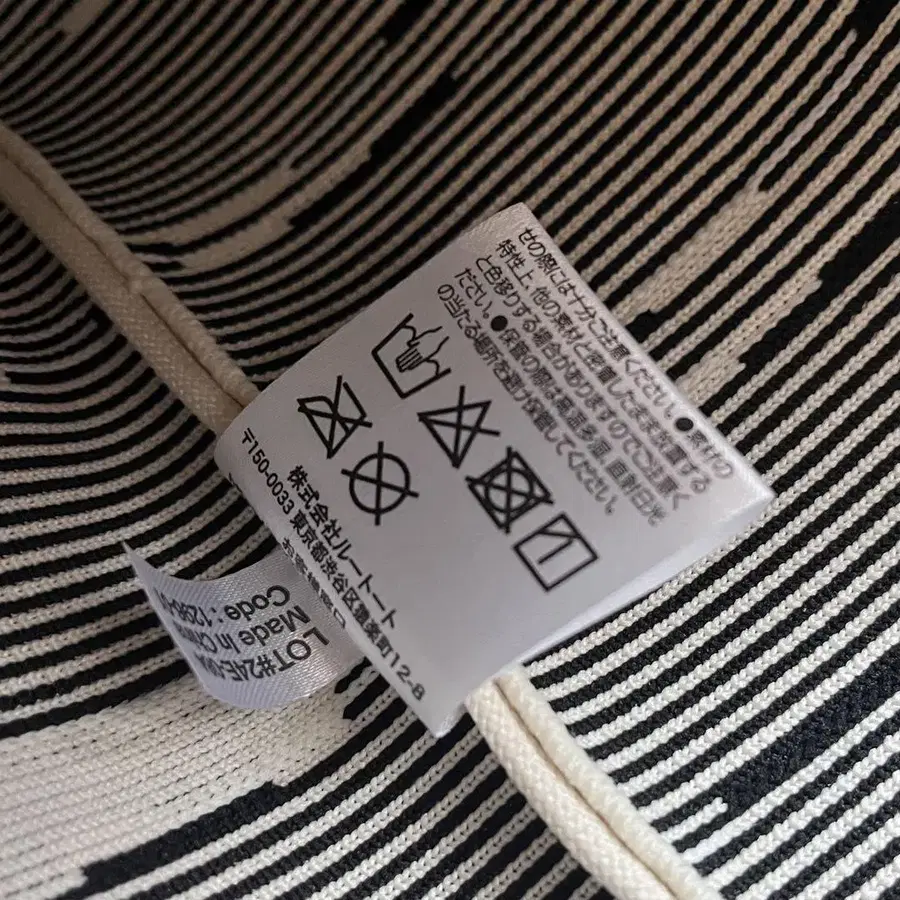 せの際には十分ご注意ください。●素材の
特性上、他の素材と密着したまま放置する
と色移りする場合がありますのでご注意く
ださい。●保管の際は高温多湿、直射日光
の当たる場所を避け保管してください。
株式会社ルートート
〒150-0033 東京都渋谷区猿楽町12-8
LOT#24E
Made in
Code :